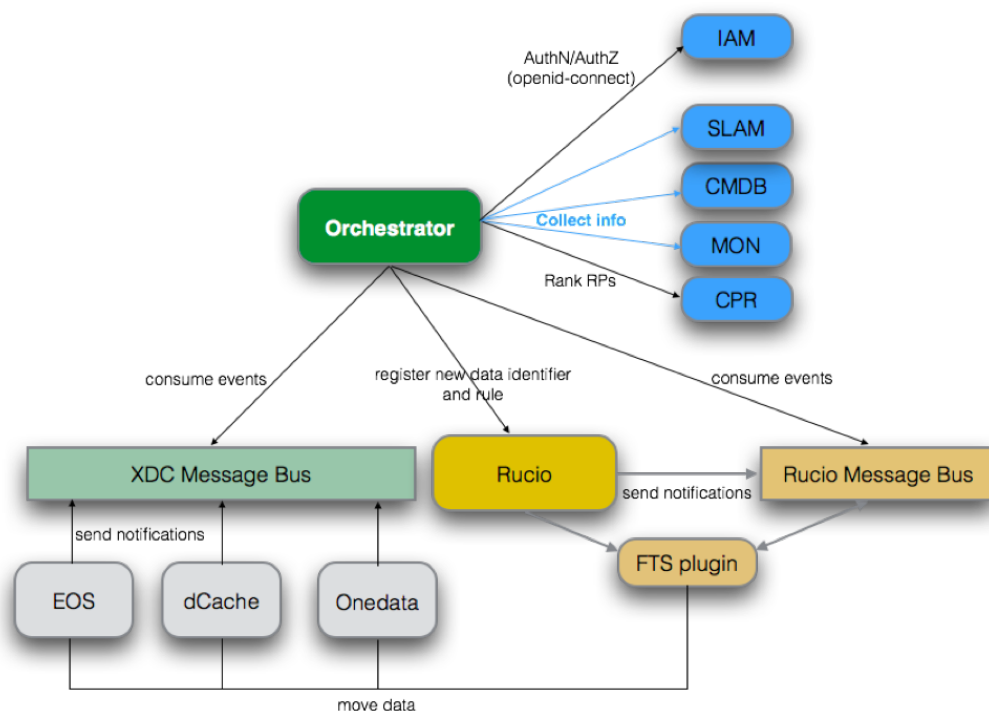 IAM
AuthN/AuthZ
(openid-connect)
SLAM
CMDB
Orchestrator
Collect info
MON
Rank RPs
CPR
consume events
register new data identifier
and rule
consume events
XDC Message Bus
Rucio
Rucio Message Bus
send notifications
send notifications
FTS plugin
EOS
dCache
Onedata
move data